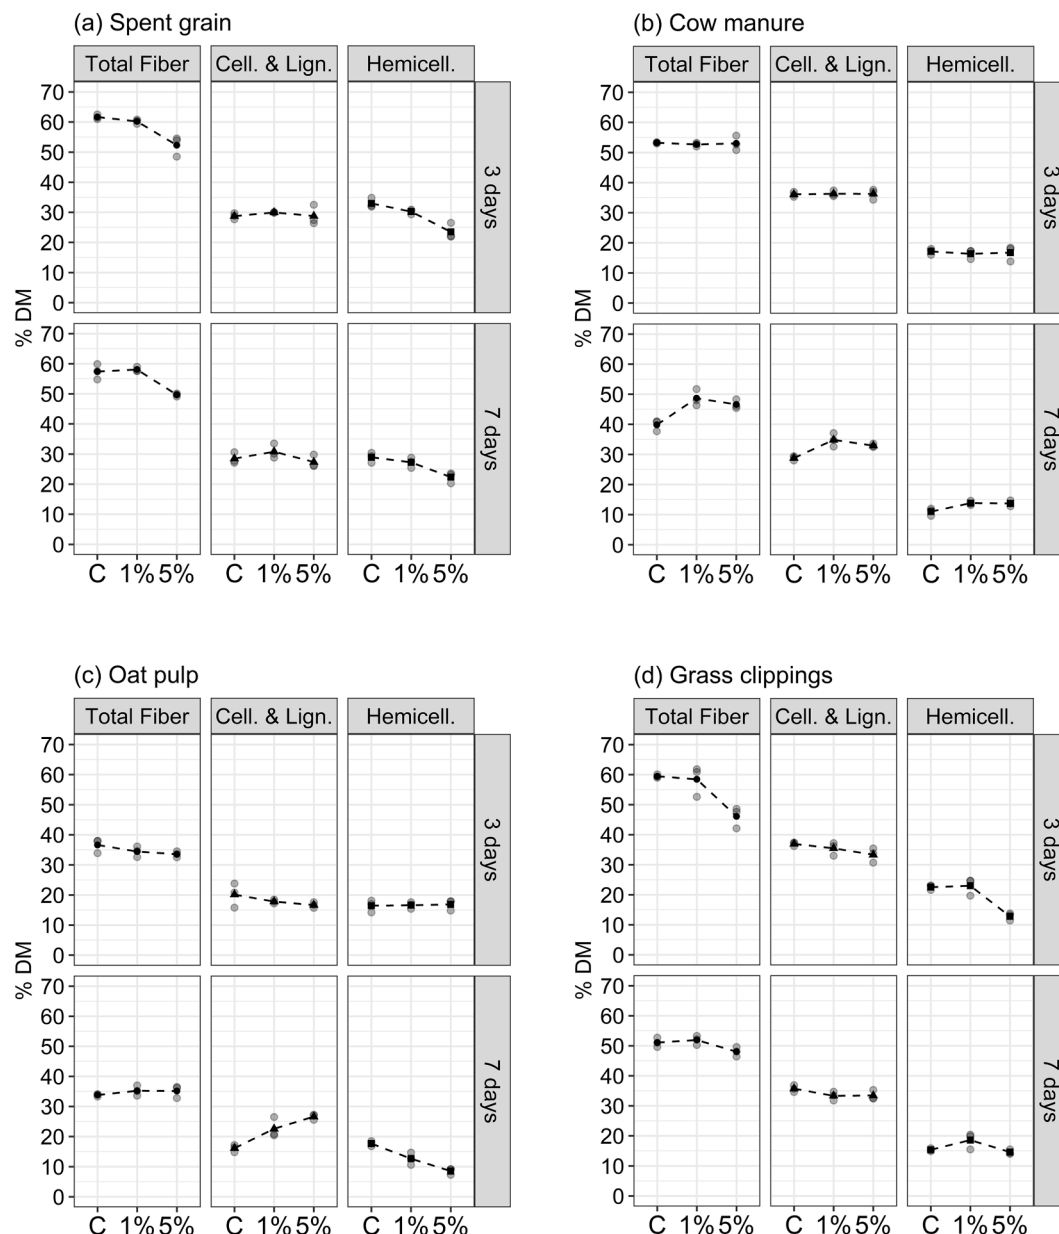 (a) Spent grain
Total Fiber Cell. & Lign. Hemicell.
70
60
50
40
30
20
10
0
3 days
% DM
70
60
50
40
30
20
10
0
7 days
C 1% 5% C 1% 5% C 1% 5%
(b) Cow manure
Total Fiber Cell. & Lign. Hemicell.
70
60
50
40
30
20
10
0
3 days
% DM
70
60
50
40
30
20
10
0
7 days
C 1% 5% C 1% 5% C 1% 5%
(c) Oat pulp
Total Fiber Cell. & Lign. Hemicell.
70
60
50
40
30
20
10
0
3 days
% DM
70
60
50
40
30
20
10
0
7 days
C 1% 5% C 1% 5% C 1% 5%
(d) Grass clippings
Total Fiber Cell. & Lign. Hemicell.
70
60
50
40
30
20
10
0
3 days
% DM
70
60
50
40
30
20
10
0
7 days
C 1% 5% C 1% 5% C 1% 5%